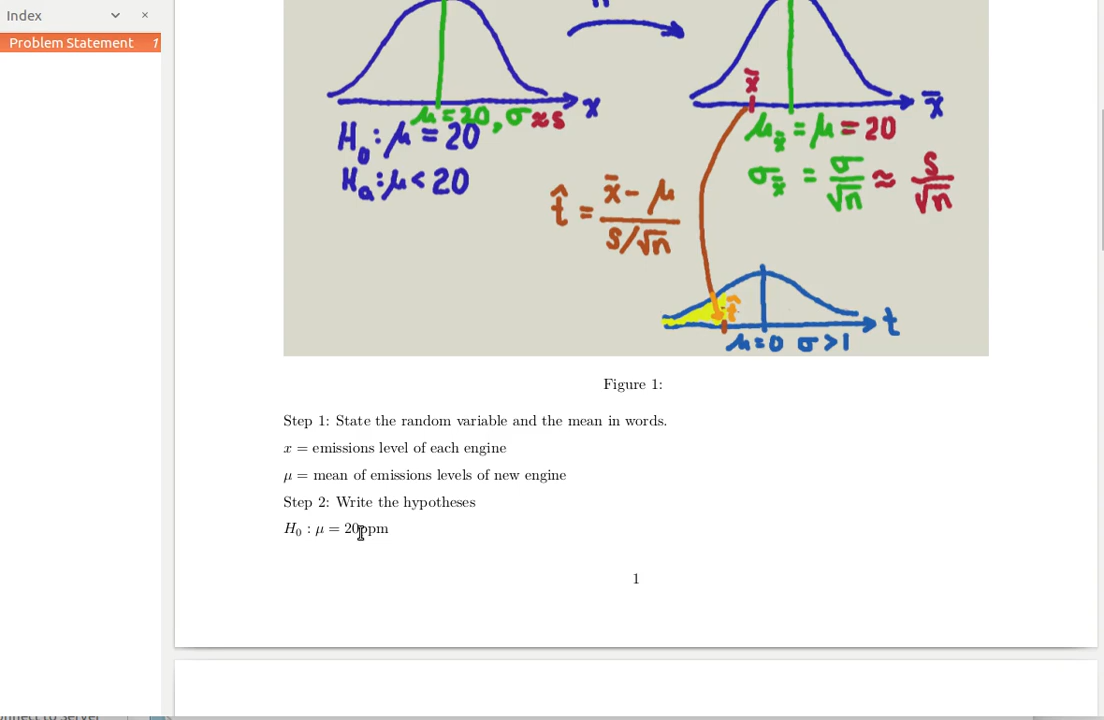 Index
Problem Statement 1
x
μ = 20, σ ≈ s
H₀ : μ = 20
Hₐ : μ < 20
x̄
x̄
μx̄ = μ = 20
σx̄ = σ/√n ≈ s/√n
t̂ = (x̄ - μ)/(s/√n)
t̂
t
μ = 0 σ > 1
Figure 1:
Step 1: State the random variable and the mean in words.
x = emissions level of each engine
μ = mean of emissions levels of new engine
Step 2: Write the hypotheses
H₀ : μ = 20ppm
1